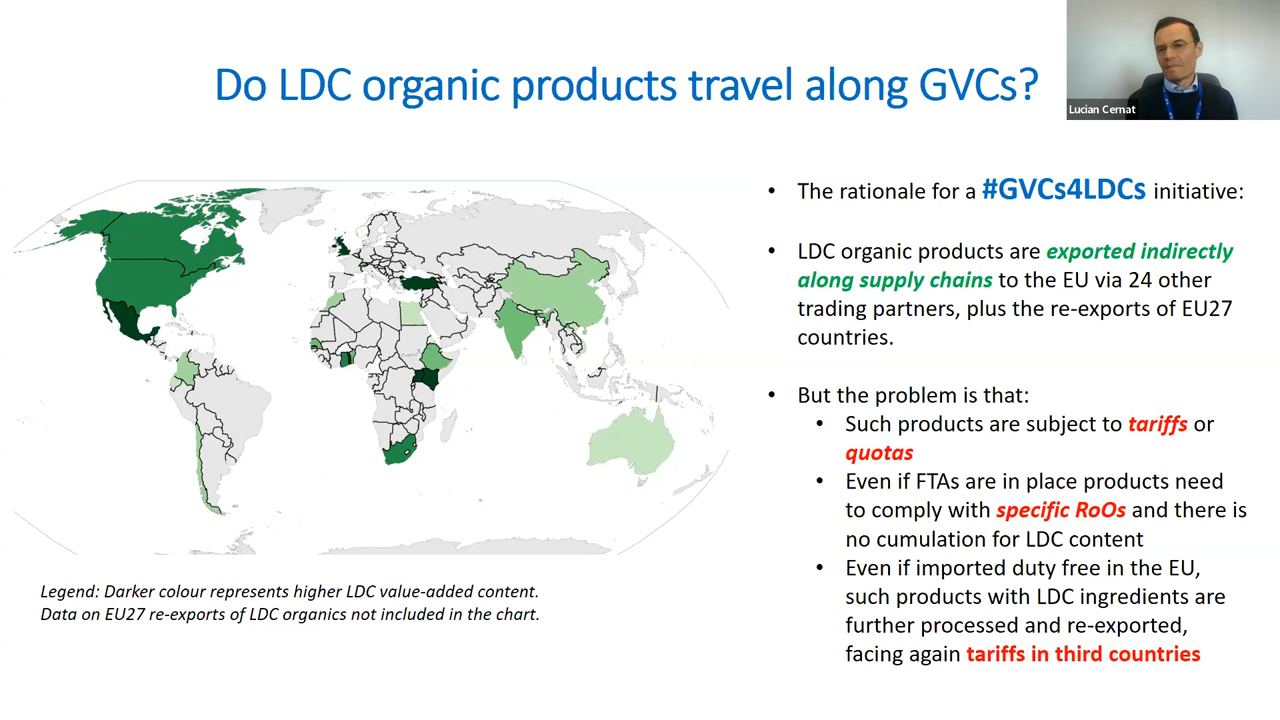 Do LDC organic products travel along GVCs?
Lucian Cernat
• The rationale for a #GVCs4LDCs initiative:
• LDC organic products are exported indirectly
along supply chains to the EU via 24 other
trading partners, plus the re-exports of EU27
countries.
• But the problem is that:
• Such products are subject to tariffs or
quotas
• Even if FTAs are in place products need
to comply with specific RoOs and there is
no cumulation for LDC content
• Even if imported duty free in the EU,
such products with LDC ingredients are
further processed and re-exported,
facing again tariffs in third countries
Legend: Darker colour represents higher LDC value-added content.
Data on EU27 re-exports of LDC organics not included in the chart.